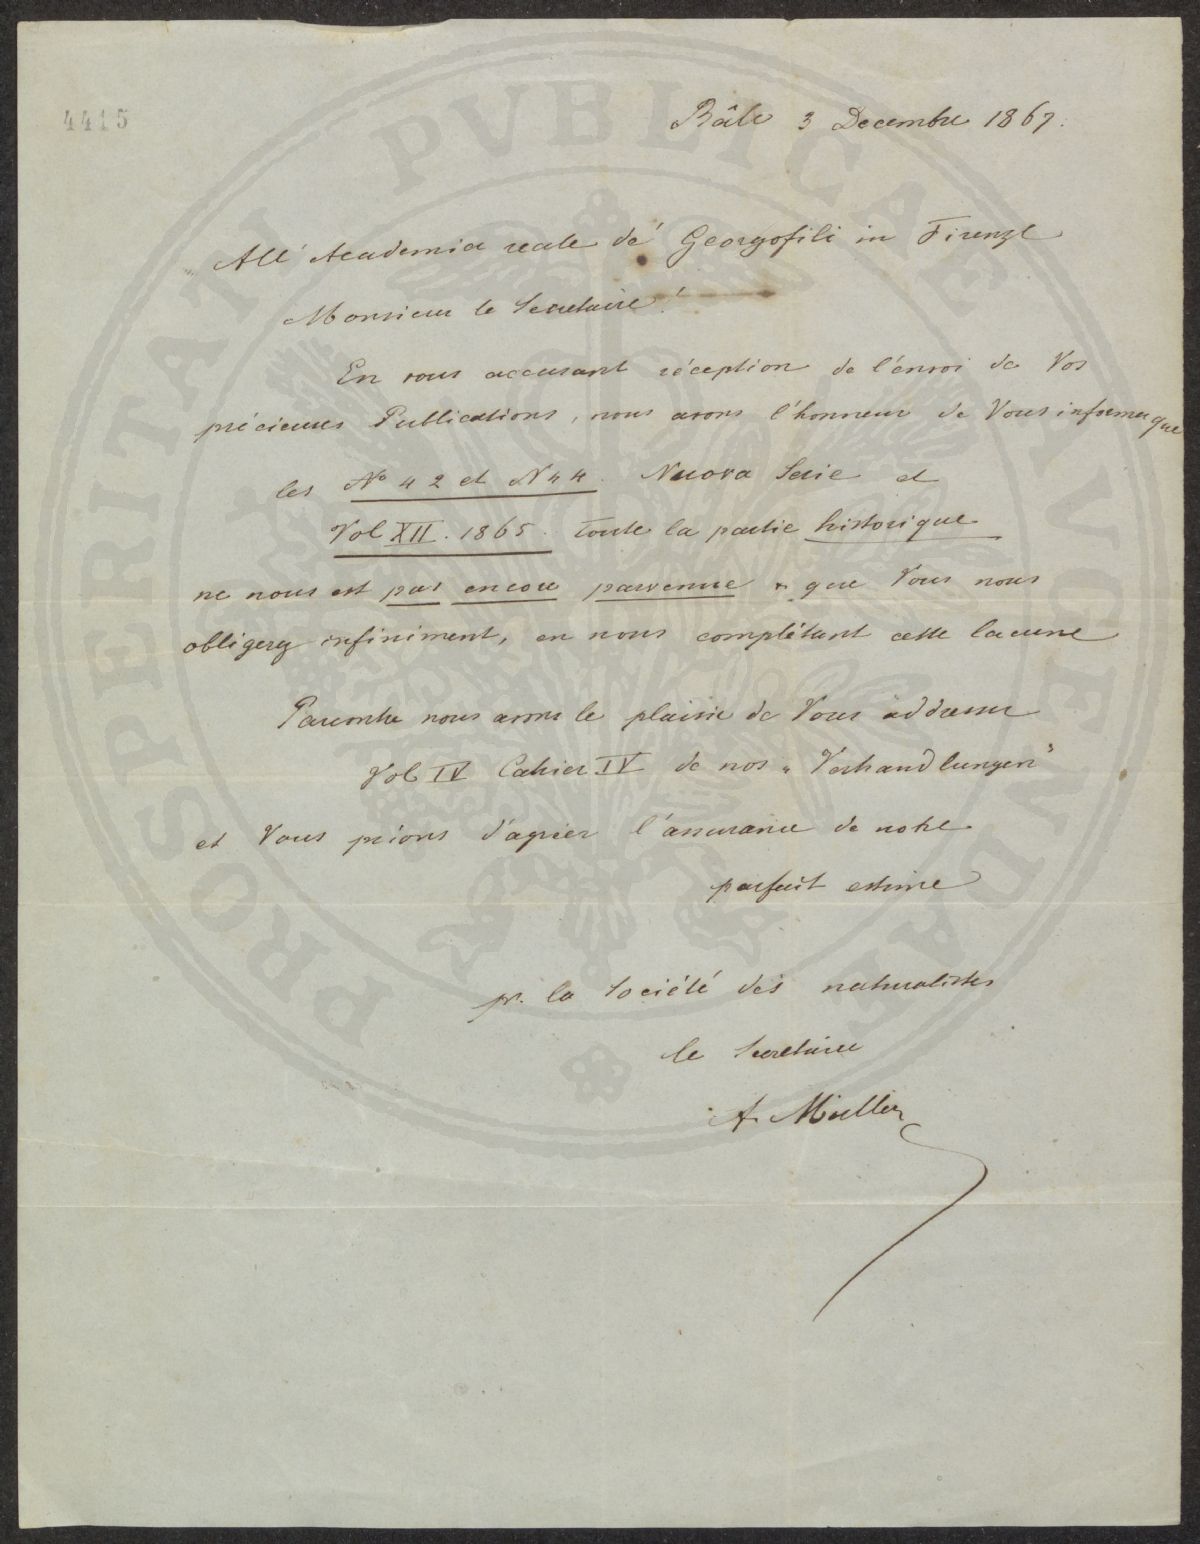 4415
Bâle 3 Decembre 1867.
All' Academia reale de' Georgofili in Firenze
Monsieur le Secretaire!
En vous accusant réception de l'envoi de Vos
précieuses Publications, nous avons l'honneur de Vous informer que
les No 42 et N 44. Nuova Serie et
Vol XII. 1865. toute la partie historique
ne nous est pas encore parvenue & que Vous nous
obligerez infiniment, en nous complétant cette lacune
Parcontre nous avons le plaisir de Vous addresser
Vol IV Cahier IV de nos „Verhandlungen"
et Vous prions d'agréer l'assurance de notre
parfait estime
pr. la Société des naturalistes
le Secretaire
A. Müller
PROSPERITATI PVBLICAE AVGENDAE